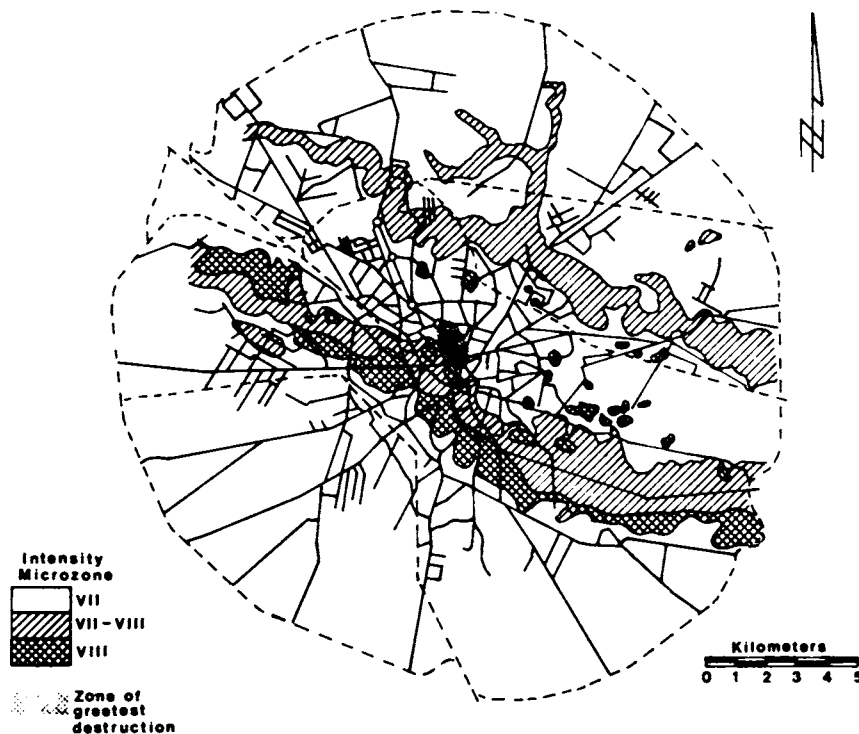 Intensity
Microzone
VII
VII-VIII
VIII
Zone of
greatest
destruction
Kilometers
0 1 2 3 4 5